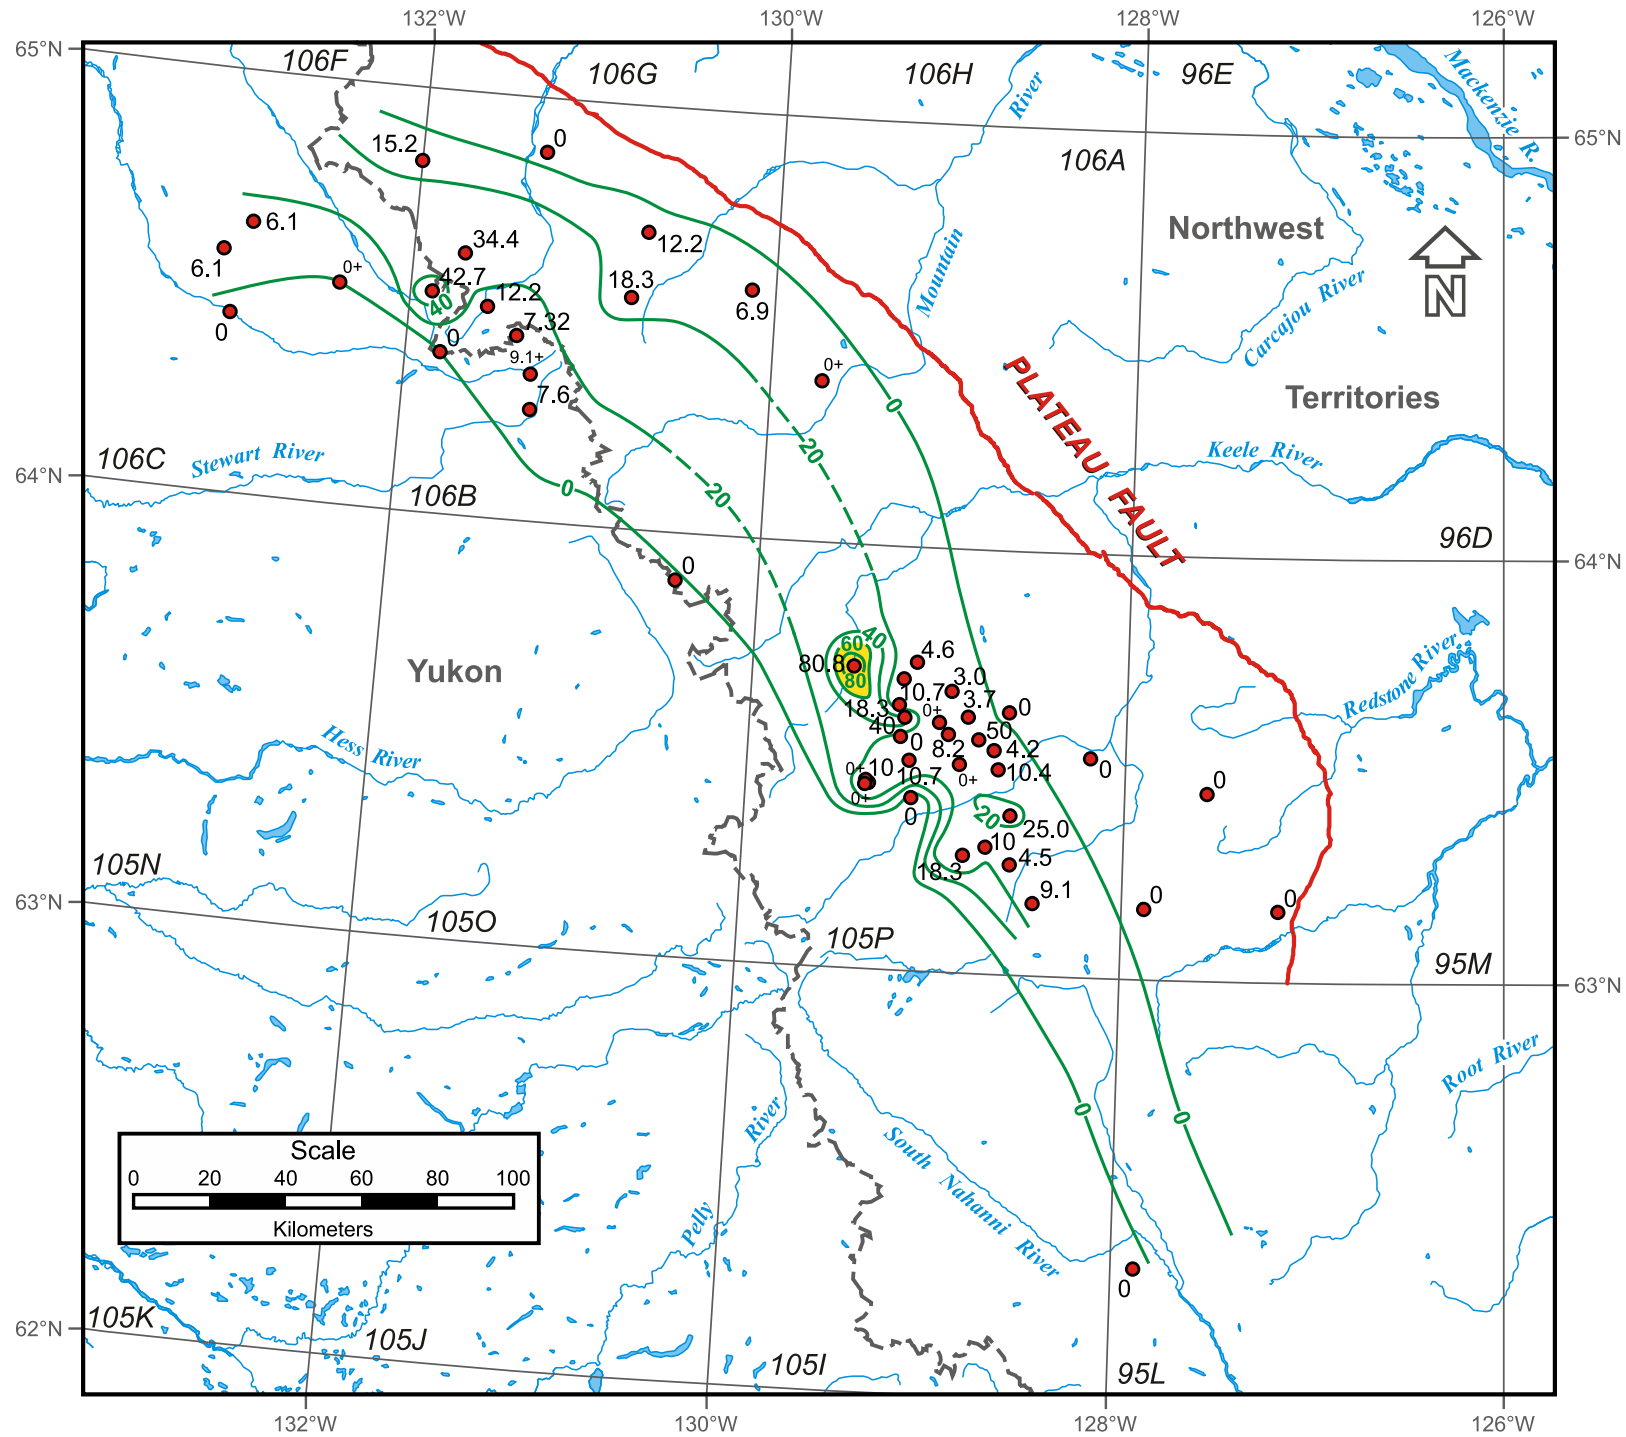 132°W 130°W 128°W 126°W
65°N
106F
106G
106H
96E
Mackenzie R.
River
65°N
15.2
0
106A
6.1
Northwest
34.4
12.2
6.1
0+
42.7
40
12.2
18.3
6.9
Mountain
N
Carcajou River
0
7.32
0
9.1+
0+
7.6
0
PLATEAU FAULT
Territories
106C
Stewart River
20
Keele River
64°N
106B
0
20
96D
64°N
0
60
40
4.6
80.8
80
Yukon
10.7
3.0
Redstone River
18.3
0+
3.7
0
40
0
50
Hess River
8.2
4.2
0+
10
10.7
0+
10.4
0
0
0+
0
20
25.0
10
105N
18.3
4.5
9.1
0
0
63°N
105O
105P
95M
63°N
Root River
0
0
River
Scale
0 20 40 60 80 100
Kilometers
South Nahanni River
Pelly
0
62°N
105K
105J
105I
95L
132°W 130°W 128°W 126°W